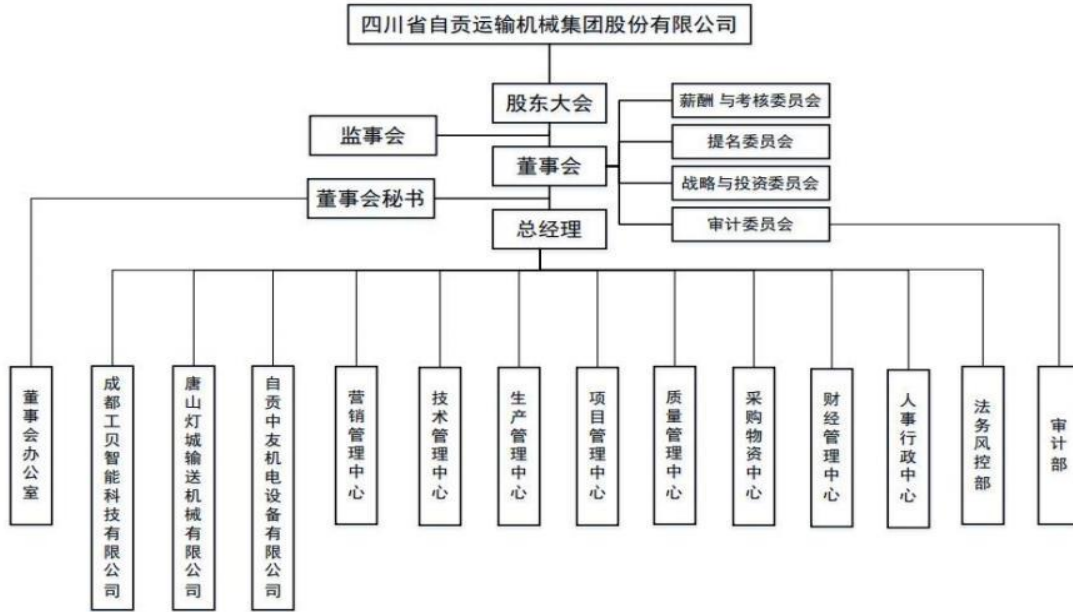 四川省自贡运输机械集团股份有限公司
股东大会
薪酬 与考核委员会
监事会
提名委员会
董事会
战略与投资委员会
董事会秘书
总经理
审计委员会
董事会办公室
成都工贝智能科技有限公司
唐山灯城输送机械有限公司
自贡中友机电设备有限公司
营销管理中心
技术管理中心
生产管理中心
项目管理中心
质量管理中心
采购物资中心
财经管理中心
人事行政中心
法务风控部
审计部